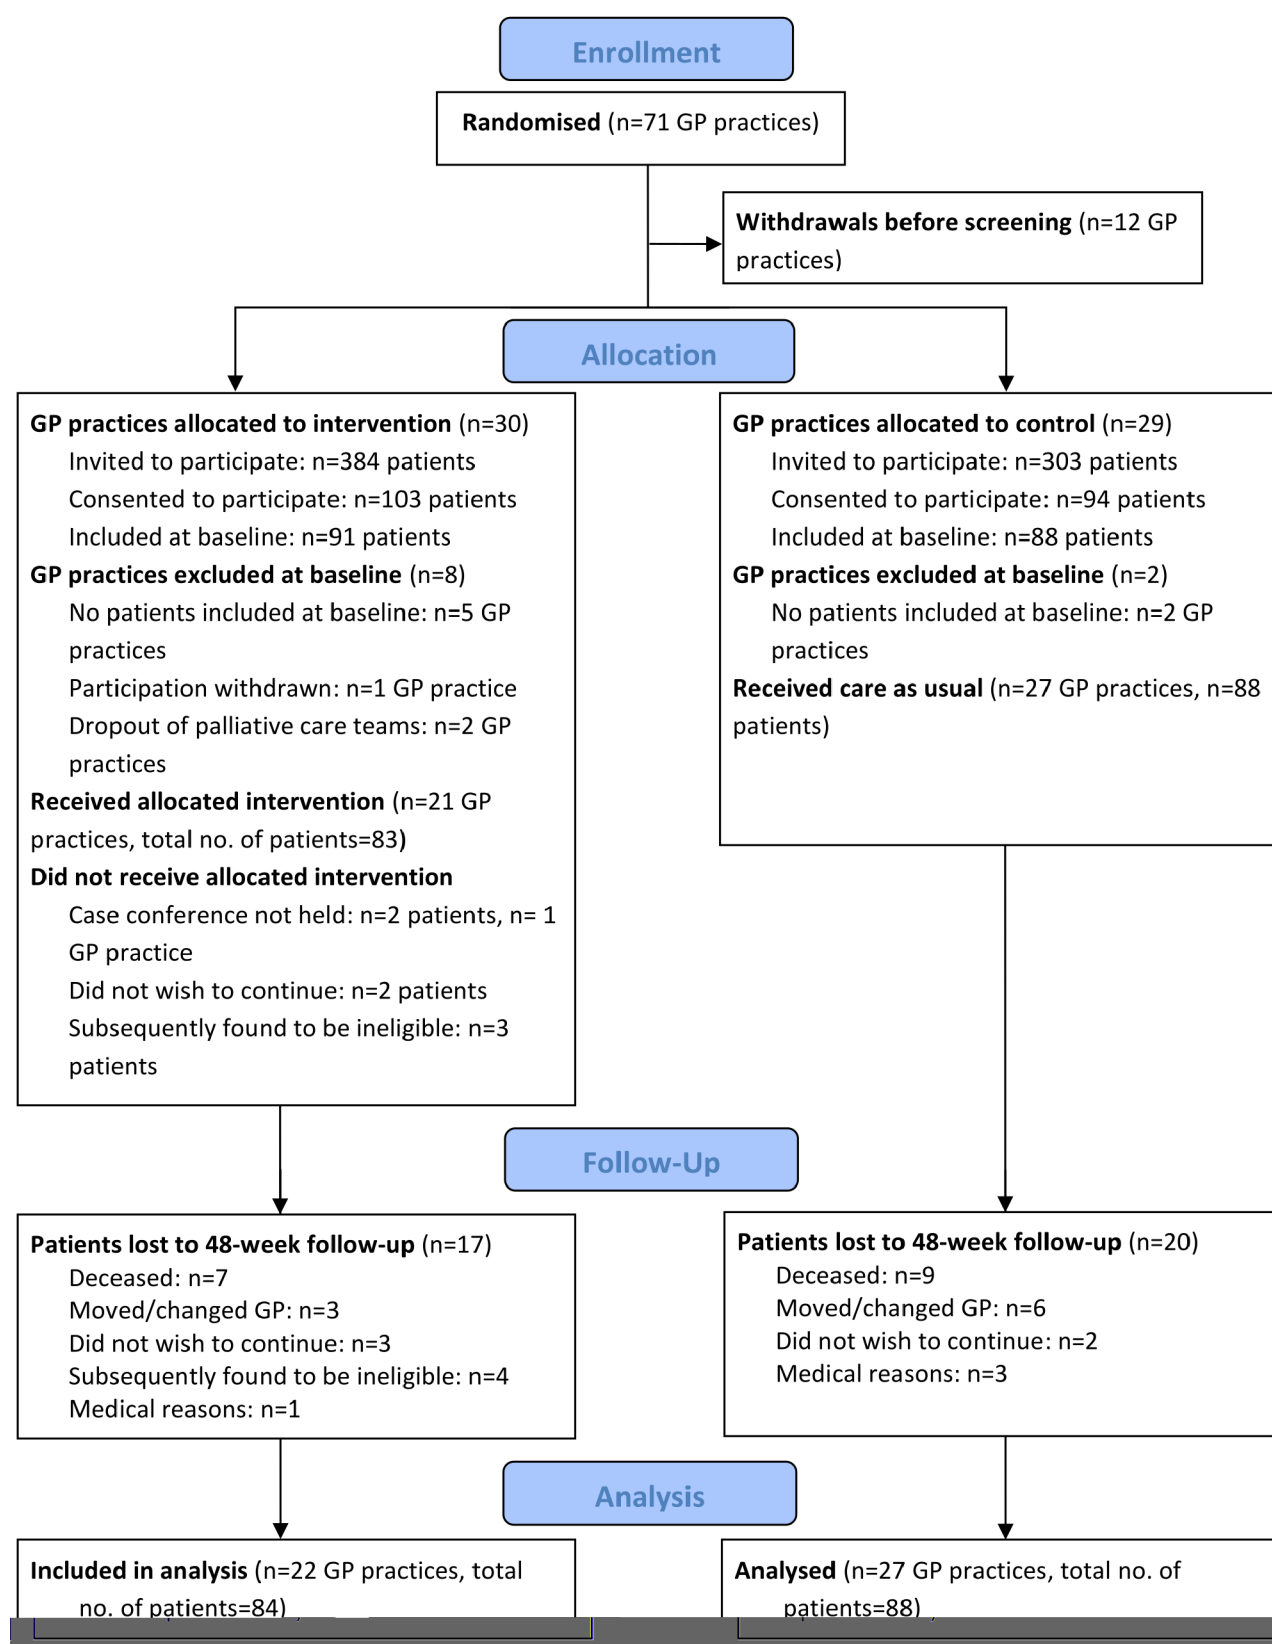 Enrollment
Randomised (n=71 GP practices)
Withdrawals before screening (n=12 GP
practices)
Allocation
GP practices allocated to intervention (n=30)
Invited to participate: n=384 patients
Consented to participate: n=103 patients
Included at baseline: n=91 patients
GP practices excluded at baseline (n=8)
No patients included at baseline: n=5 GP
practices
Participation withdrawn: n=1 GP practice
Dropout of palliative care teams: n=2 GP
practices
Received allocated intervention (n=21 GP
practices, total no. of patients=83)
Did not receive allocated intervention
Case conference not held: n=2 patients, n= 1
GP practice
Did not wish to continue: n=2 patients
Subsequently found to be ineligible: n=3
patients
GP practices allocated to control (n=29)
Invited to participate: n=303 patients
Consented to participate: n=94 patients
Included at baseline: n=88 patients
GP practices excluded at baseline (n=2)
No patients included at baseline: n=2 GP
practices
Received care as usual (n=27 GP practices, n=88
patients)
Follow-Up
Patients lost to 48-week follow-up (n=17)
Deceased: n=7
Moved/changed GP: n=3
Did not wish to continue: n=3
Subsequently found to be ineligible: n=4
Medical reasons: n=1
Patients lost to 48-week follow-up (n=20)
Deceased: n=9
Moved/changed GP: n=6
Did not wish to continue: n=2
Medical reasons: n=3
Analysis
Included in analysis (n=22 GP practices, total
no. of patients=84)
Analysed (n=27 GP practices, total no. of
patients=88)